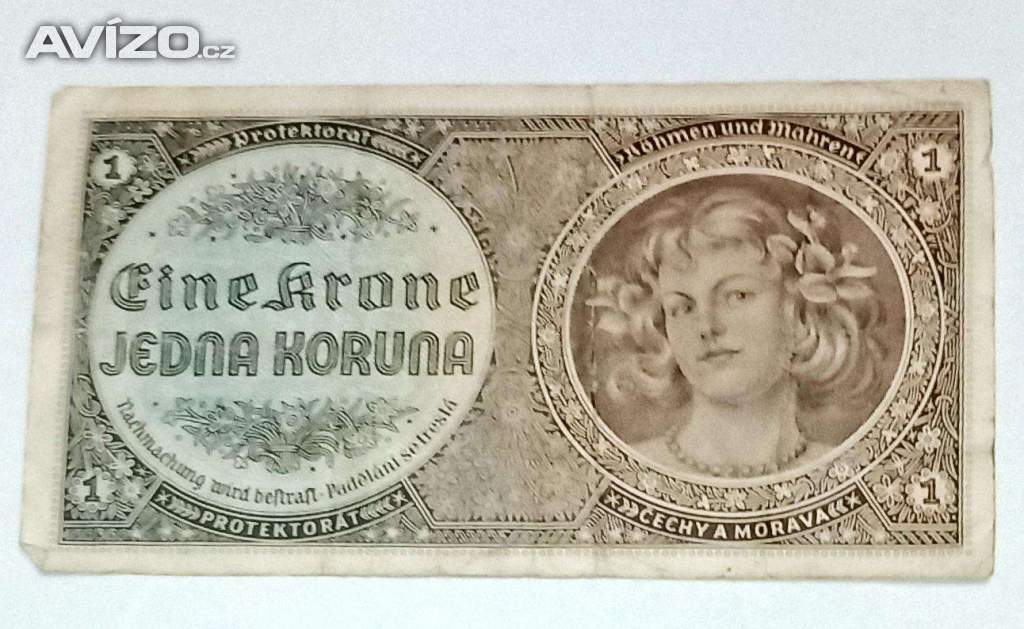 AVÍZO.cz
Protektorat
Böhmen und Mähren
1
1
Eine Krone
JEDNA KORUNA
Nachmachung wird bestraft - Padělání se trestá
1
1
PROTEKTORÁT
ČECHY A MORAVA